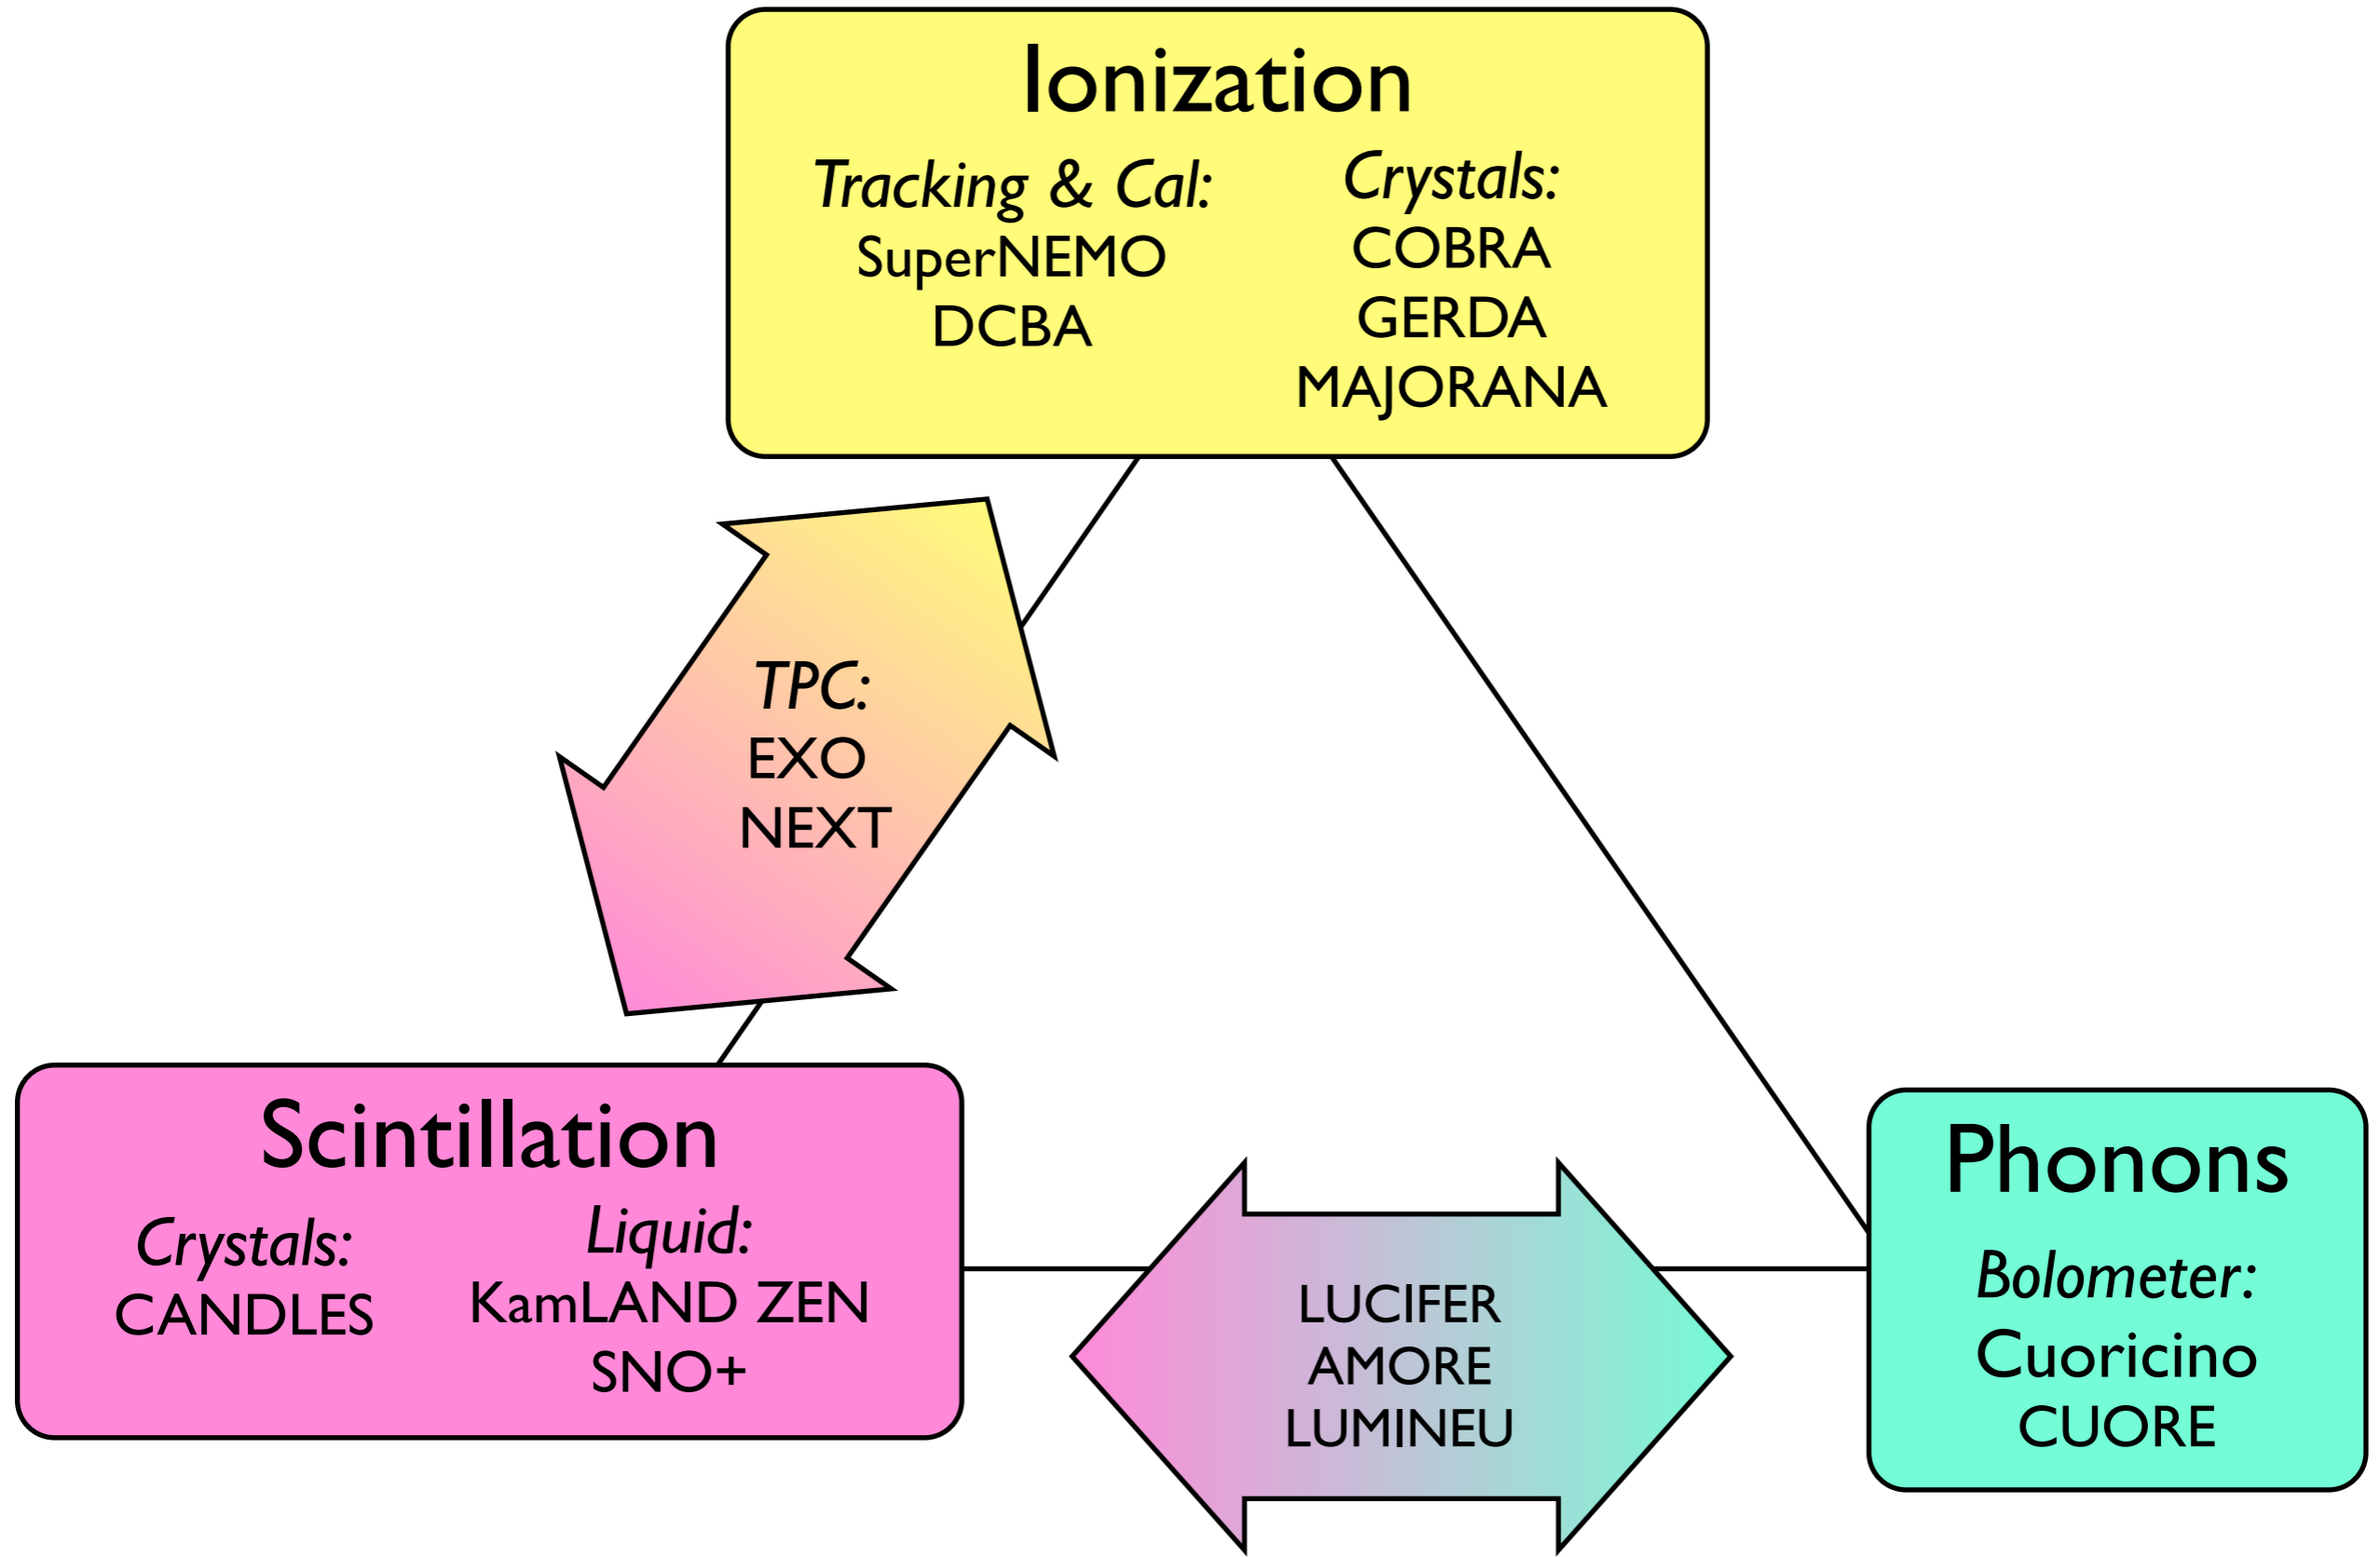 Ionization
Tracking & Cal:
SuperNEMO
DCBA
Crystals:
COBRA
GERDA
MAJORANA
TPC:
EXO
NEXT
Scintillation
Crystals:
CANDLES
Liquid:
KamLAND ZEN
SNO+
LUCIFER
AMORE
LUMINEU
Phonons
Bolometer:
Cuoricino
CUORE